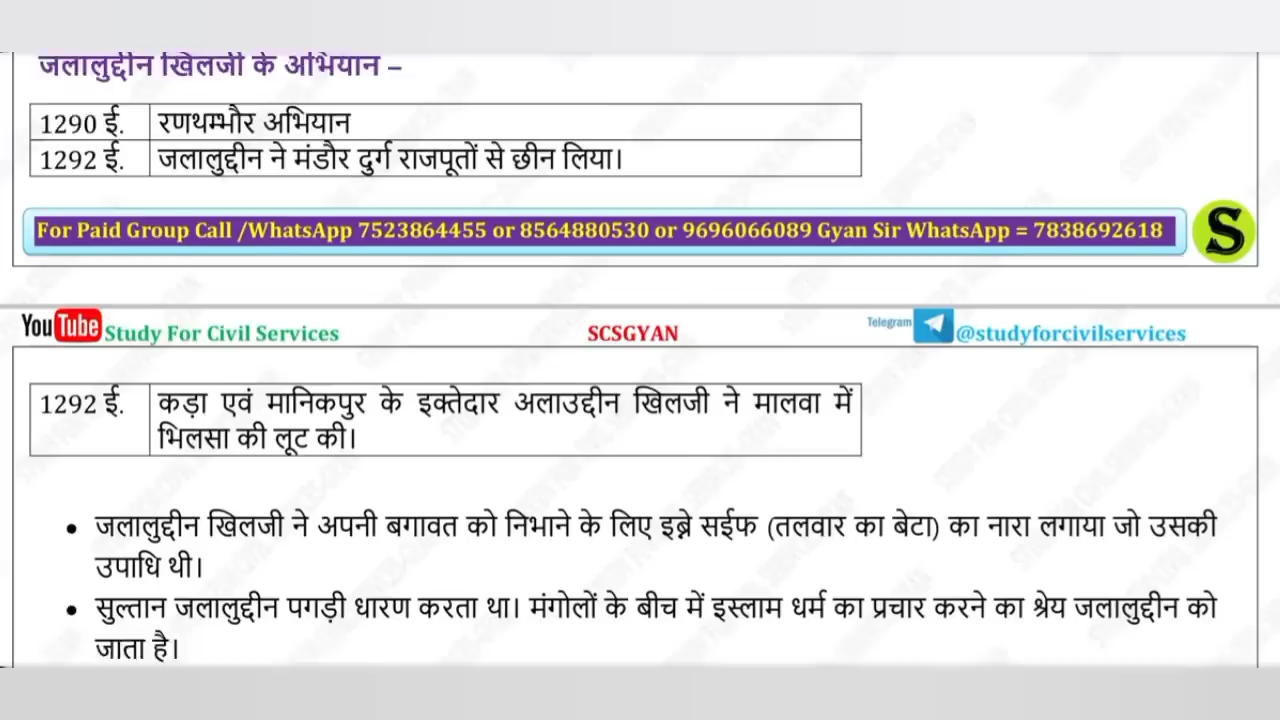 जलालुद्दीन खिलजी के अभियान –
1290 ई. रणथम्भौर अभियान
1292 ई. जलालुद्दीन ने मंडौर दुर्ग राजपूतों से छीन लिया।
For Paid Group Call /WhatsApp 7523864455 or 8564880530 or 9696066089 Gyan Sir WhatsApp = 7838692618
S
YouTube Study For Civil Services SCSGYAN Telegram @studyforcivilservices
1292 ई. कड़ा एवं मानिकपुर के इक्तेदार अलाउद्दीन खिलजी ने मालवा में
भिलसा की लूट की।
• जलालुद्दीन खिलजी ने अपनी बगावत को निभाने के लिए इब्ने सईफ (तलवार का बेटा) का नारा लगाया जो उसकी
उपाधि थी।
• सुल्तान जलालुद्दीन पगड़ी धारण करता था। मंगोलों के बीच में इस्लाम धर्म का प्रचार करने का श्रेय जलालुद्दीन को
जाता है।